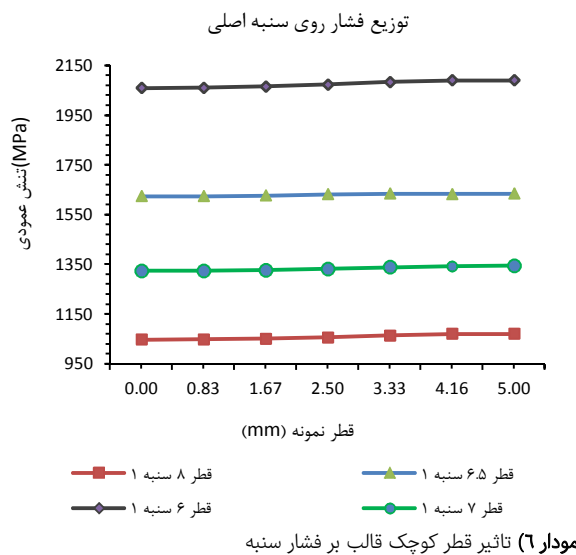 توزیع فشار روی سنبه اصلی
2150
1950
1750
1550
1350
1150
950
تنش عمودی(MPa)
0.00 0.83 1.67 2.50 3.33 4.16 5.00
قطر نمونه (mm)
قطر ۸ سنبه ۱
قطر ۶.۵ سنبه ۱
قطر ۶ سنبه ۱
قطر ۷ سنبه ۱
مودار ٦) تاثیر قطر کوچک قالب بر فشار سنبه